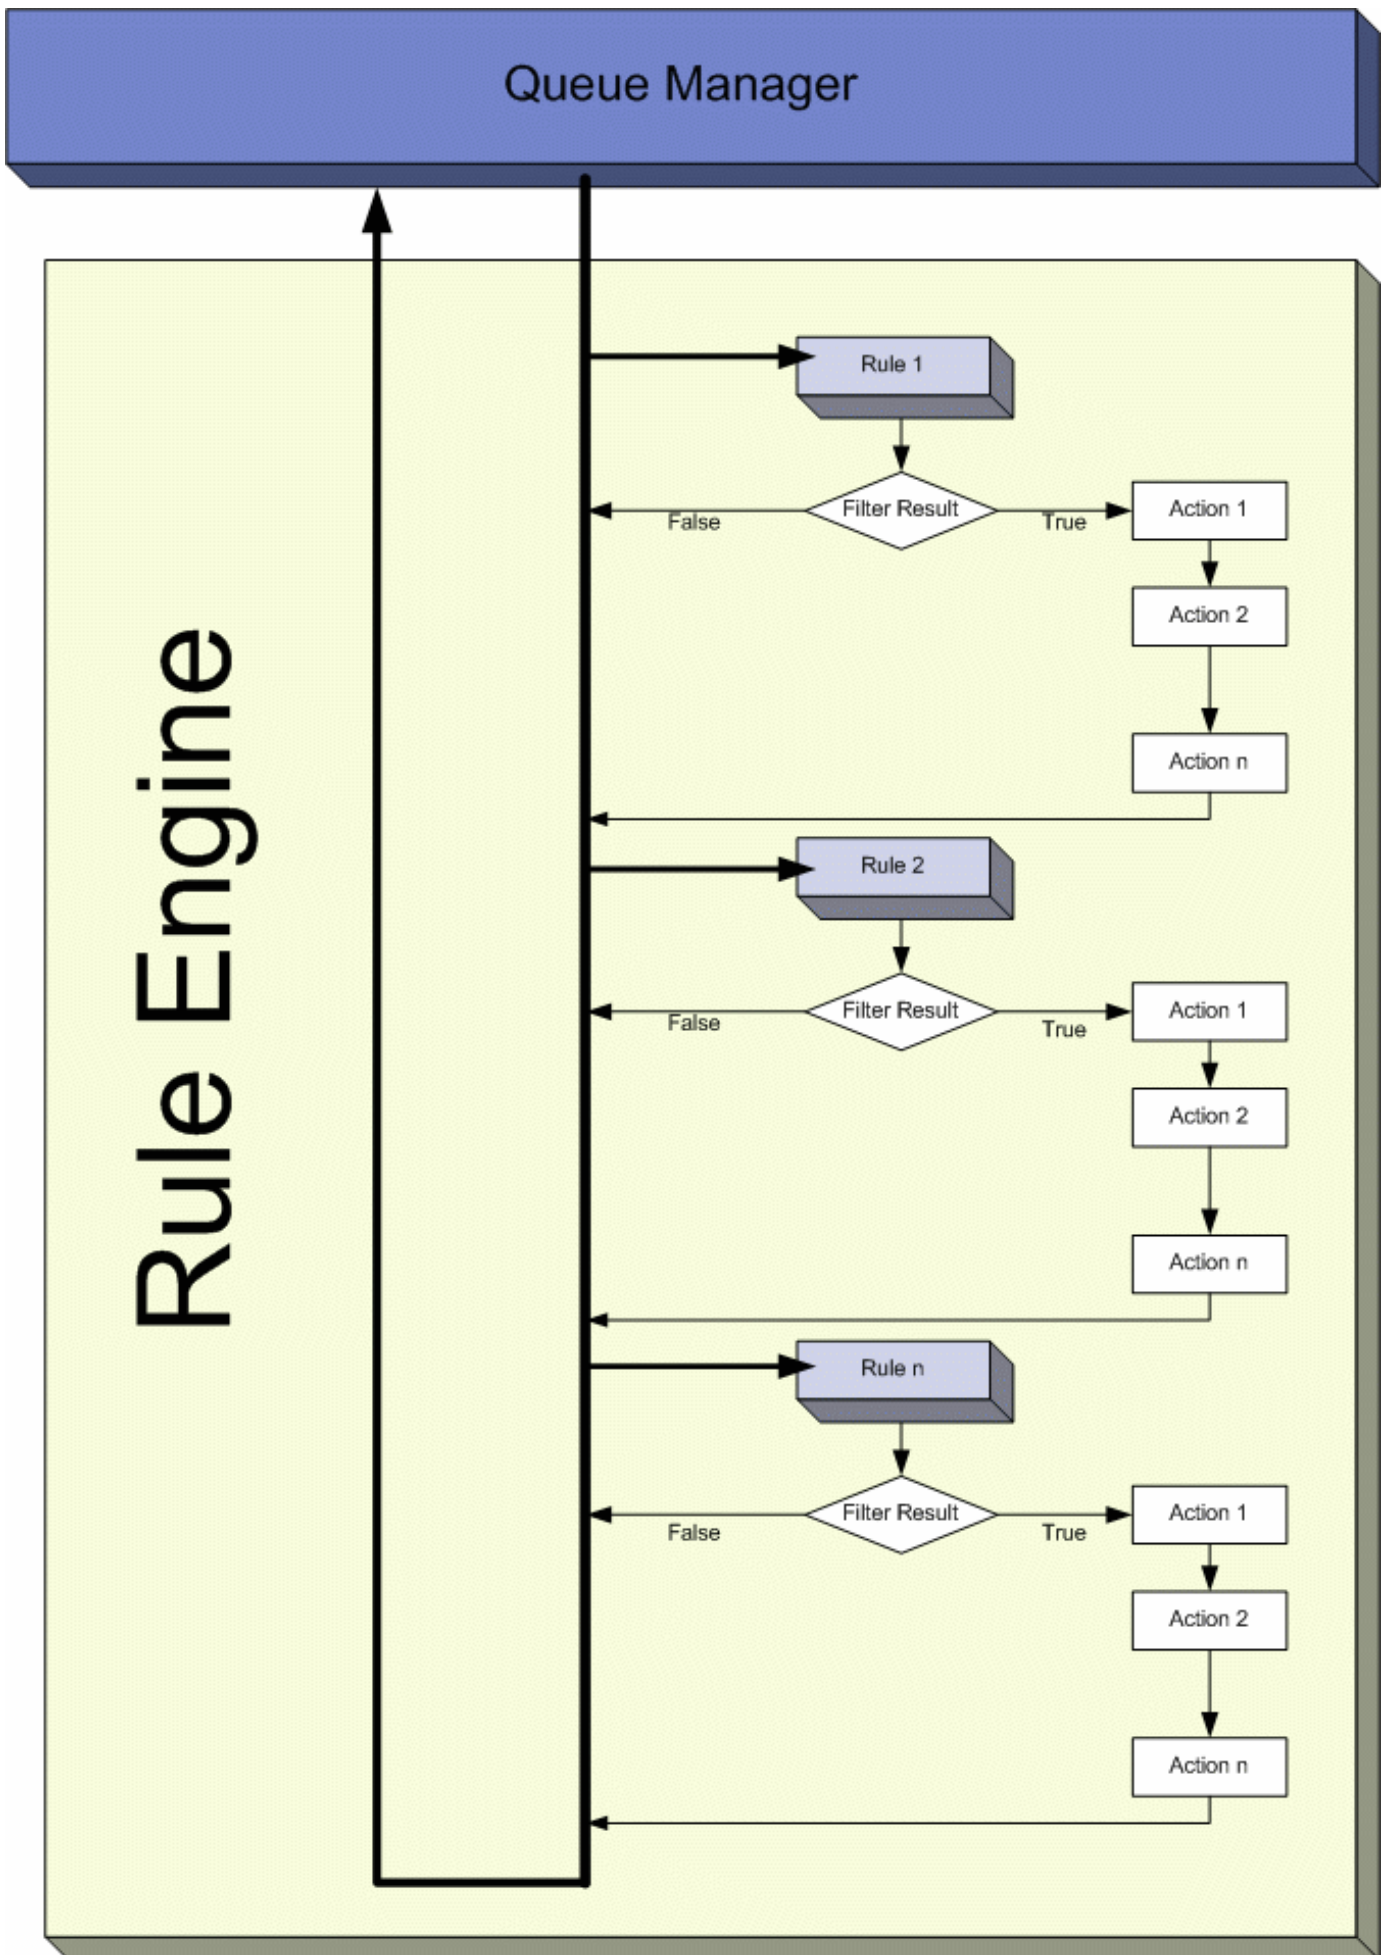 Queue Manager
Rule Engine
Rule 1
Filter Result
False
True
Action 1
Action 2
Action n
Rule 2
Filter Result
False
True
Action 1
Action 2
Action n
Rule n
Filter Result
False
True
Action 1
Action 2
Action n